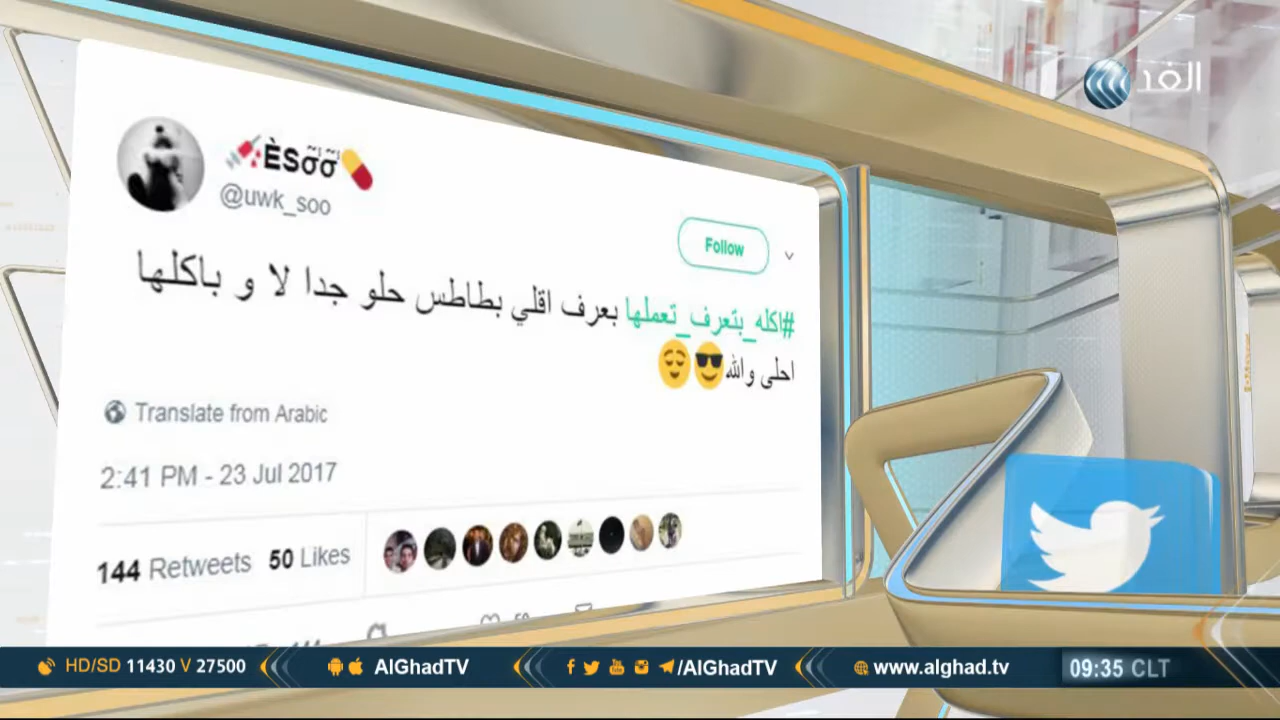 الغد
ÈSỡỡ
@uwk_soo
Follow
#اكله_بتعرف_تعملها بعرف اقلي بطاطس حلو جدا لا و باكلها
احلى والله😎😌
Translate from Arabic
2:41 PM - 23 Jul 2017
144 Retweets 50 Likes
HD/SD 11430 V 27500
AlGhadTV
/AlGhadTV
www.alghad.tv
09:35 CLT